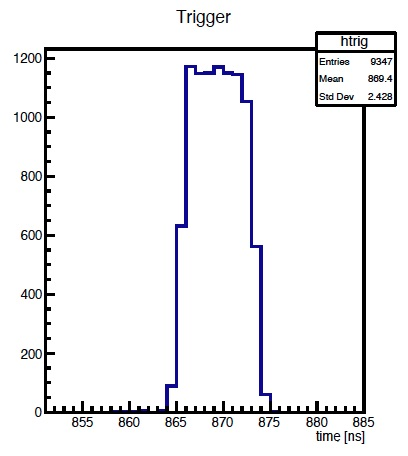 Trigger
htrig
Entries 9347
Mean 869.4
Std Dev 2.428
1200
1000
800
600
400
200
0
855 860 865 870 875 880 885
time [ns]